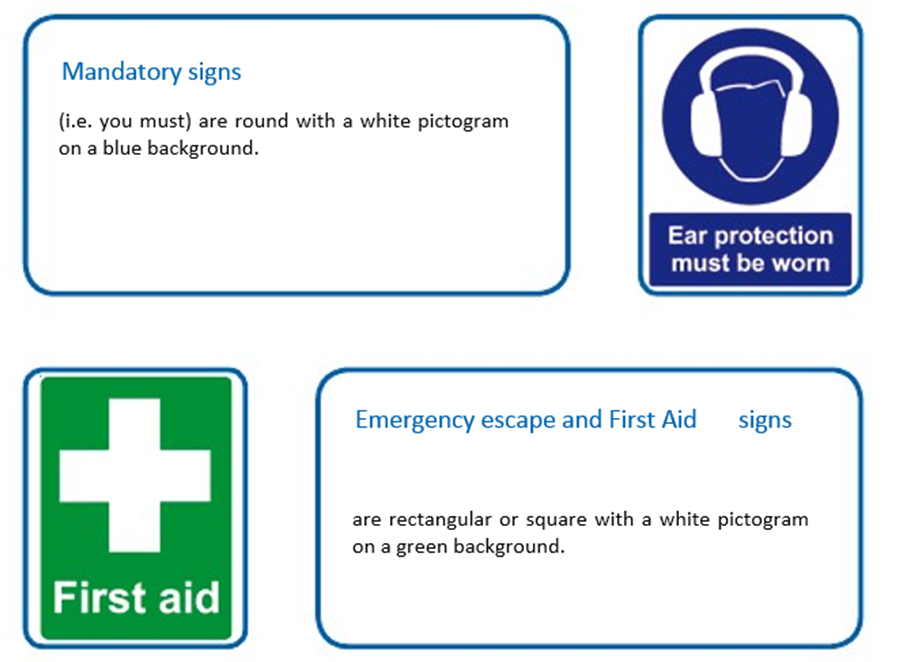 Mandatory signs
(i.e. you must) are round with a white pictogram
on a blue background.
Ear protection
must be worn
First aid
Emergency escape and First Aid signs
are rectangular or square with a white pictogram
on a green background.